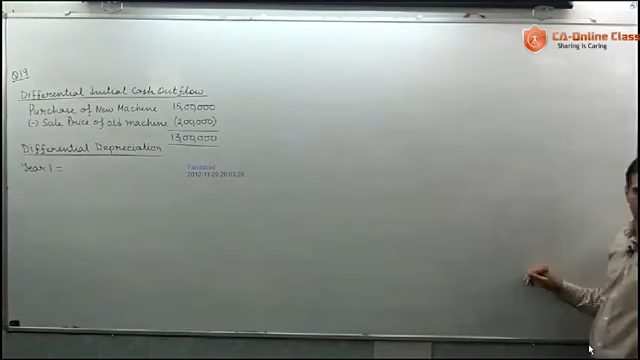 CA-Online Class
Sharing is Caring
Q19
Differential Initial Cash Outflow
Purchase of New Machine 15,00,000
(-) Sale Price of old machine (2,00,000)
13,00,000
Differential Depreciation
Year 1 =
Faridabad
2012-11-20 20:03:28